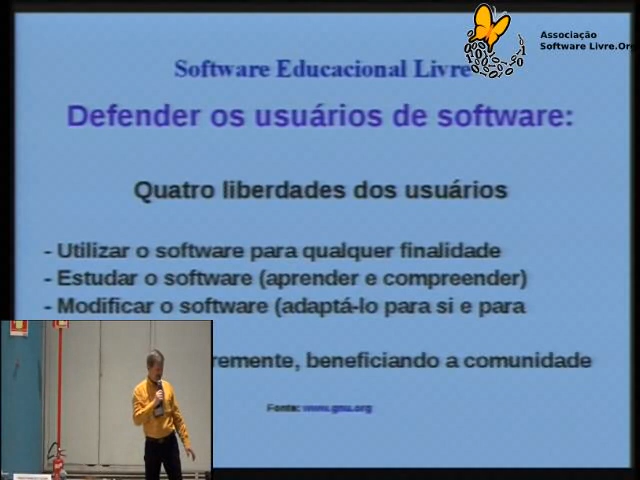 Associação
Software Livre.Or
Software Educacional Livre
Defender os usuários de software:
Quatro liberdades dos usuários
- Utilizar o software para qualquer finalidade
- Estudar o software (aprender e compreender)
- Modificar o software (adaptá-lo para si e para
remente, beneficiando a comunidade
Fonte: www.gnu.org